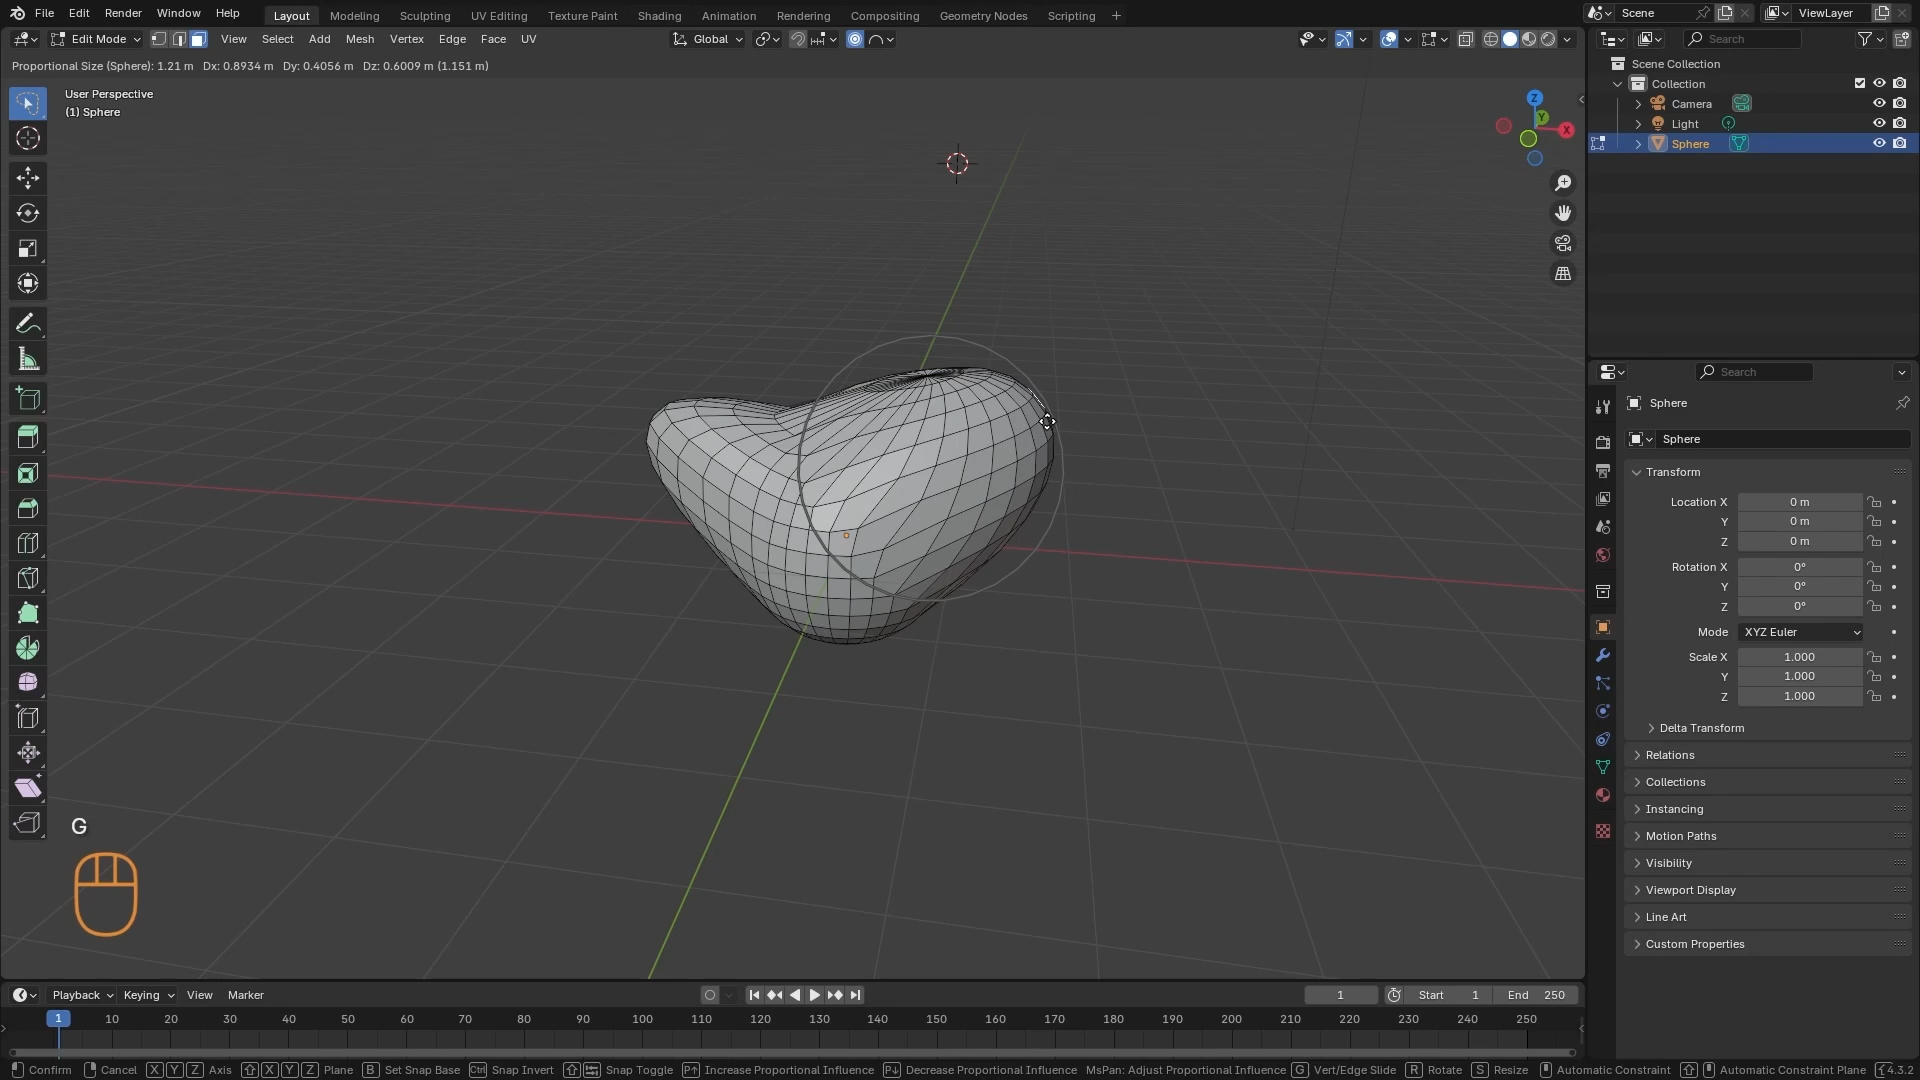 File Edit Render Window Help Layout Modeling Sculpting UV Editing Texture Paint Shading Animation Rendering Compositing Geometry Nodes Scripting + Scene ViewLayer
Edit Mode View Select Add Mesh Vertex Edge Face UV Global Search
Proportional Size (Sphere): 1.21 m Dx: 0.8934 m Dy: 0.4056 m Dz: 0.6009 m (1.151 m)
User Perspective
(1) Sphere
Z
Y
X
Scene Collection
Collection
Camera
Light
Sphere
Search
Sphere
Sphere
Transform
Location X 0 m
Y 0 m
Z 0 m
Rotation X 0°
Y 0°
Z 0°
Mode XYZ Euler
Scale X 1.000
Y 1.000
Z 1.000
Delta Transform
Relations
Collections
Instancing
Motion Paths
Visibility
Viewport Display
Line Art
Custom Properties
G
Playback Keying View Marker 1 Start 1 End 250
1 10 20 30 40 50 60 70 80 90 100 110 120 130 140 150 160 170 180 190 200 210 220 230 240 250
Confirm Cancel X Y Z Axis X Y Z Plane B Set Snap Base Ctrl Snap Invert Snap Toggle P↑ Increase Proportional Influence P↓ Decrease Proportional Influence MsPan: Adjust Proportional Influence G Vert/Edge Slide R Rotate S Resize Automatic Constraint Automatic Constraint Plane 4.3.2